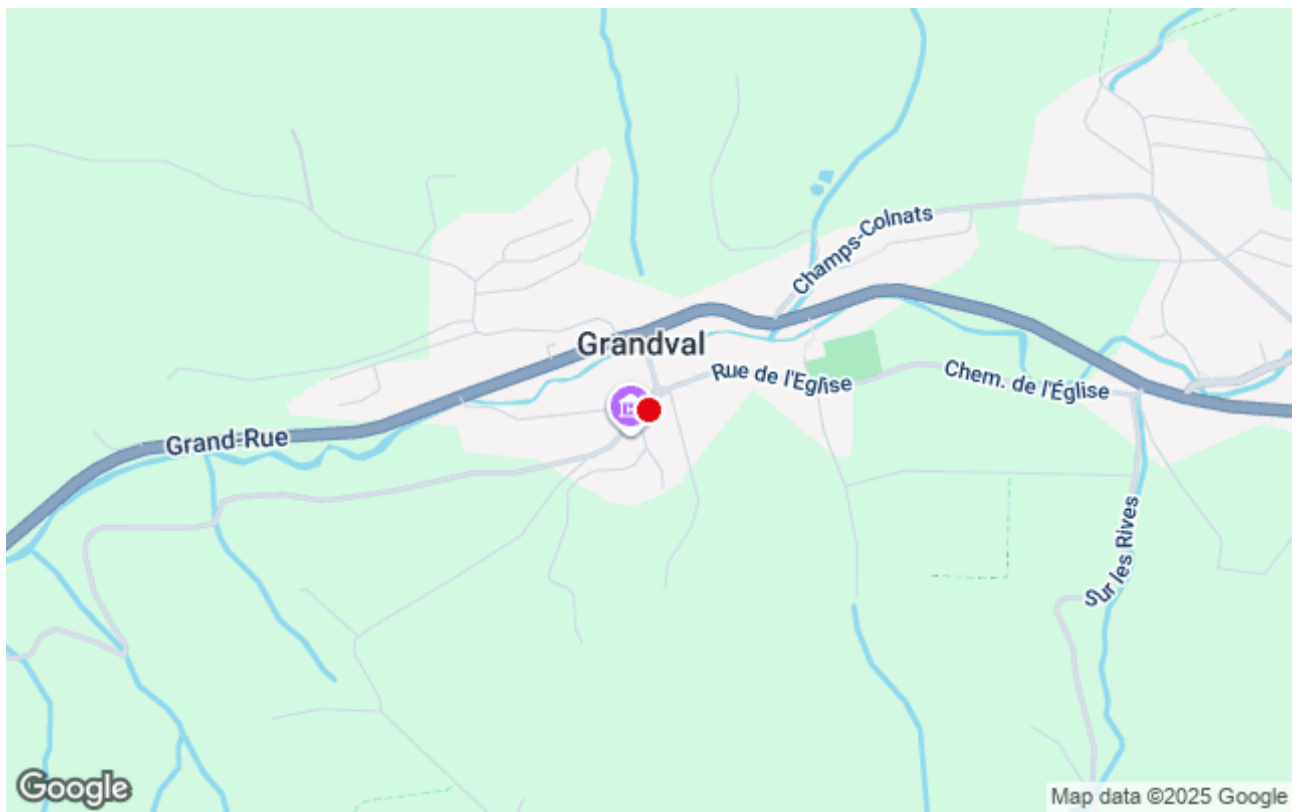 Champs-Colnats
Grandval
Rue de l'Eglise
Chem. de l'Église
Grand-Rue
Sur les Rives
Google
Map data ©2025 Google